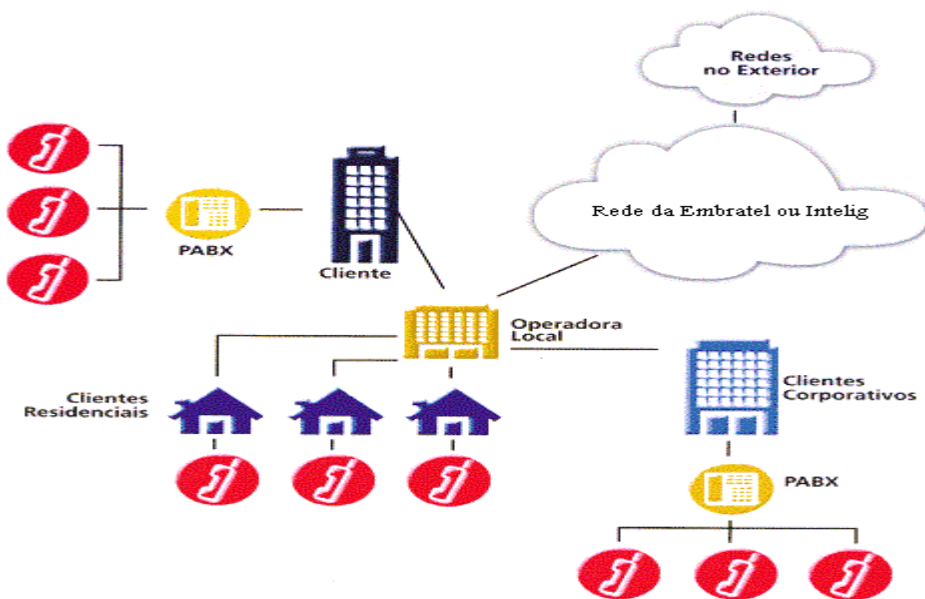 Redes
no Exterior
Rede da Embratel ou Intelig
PABX
Cliente
Operadora
Local
Clientes
Residenciais
Clientes
Corporativos
PABX